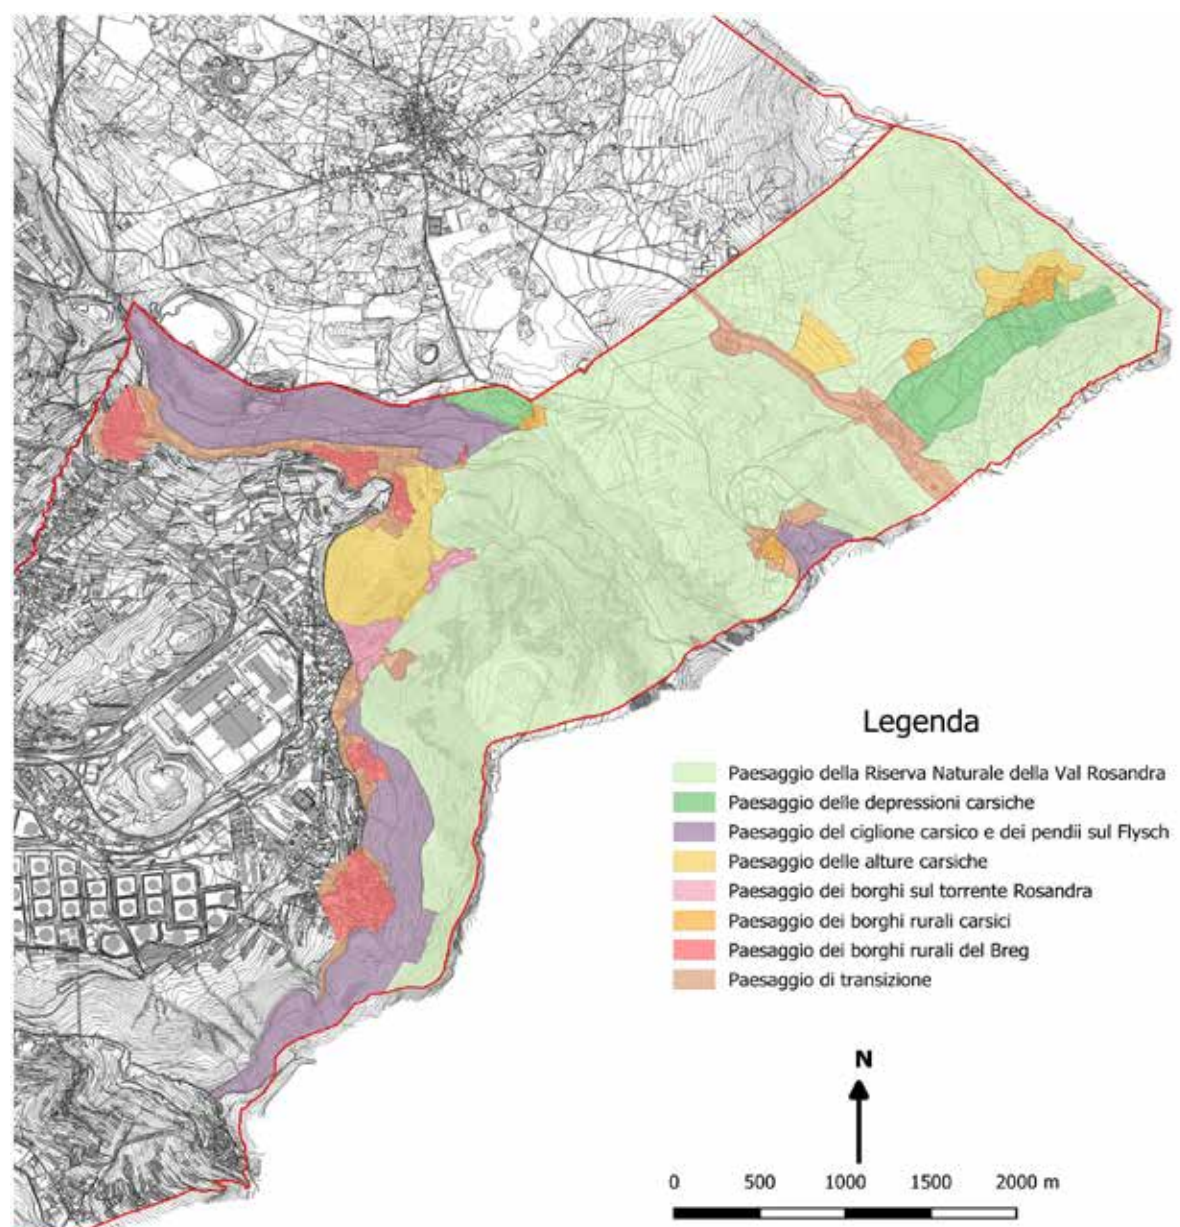 Legenda
Paesaggio della Riserva Naturale della Val Rosandra
Paesaggio delle depressioni carsiche
Paesaggio del ciglione carsico e dei pendii sul Flysch
Paesaggio delle alture carsiche
Paesaggio dei borghi sul torrente Rosandra
Paesaggio dei borghi rurali carsici
Paesaggio dei borghi rurali del Breg
Paesaggio di transizione
N
0 500 1000 1500 2000 m